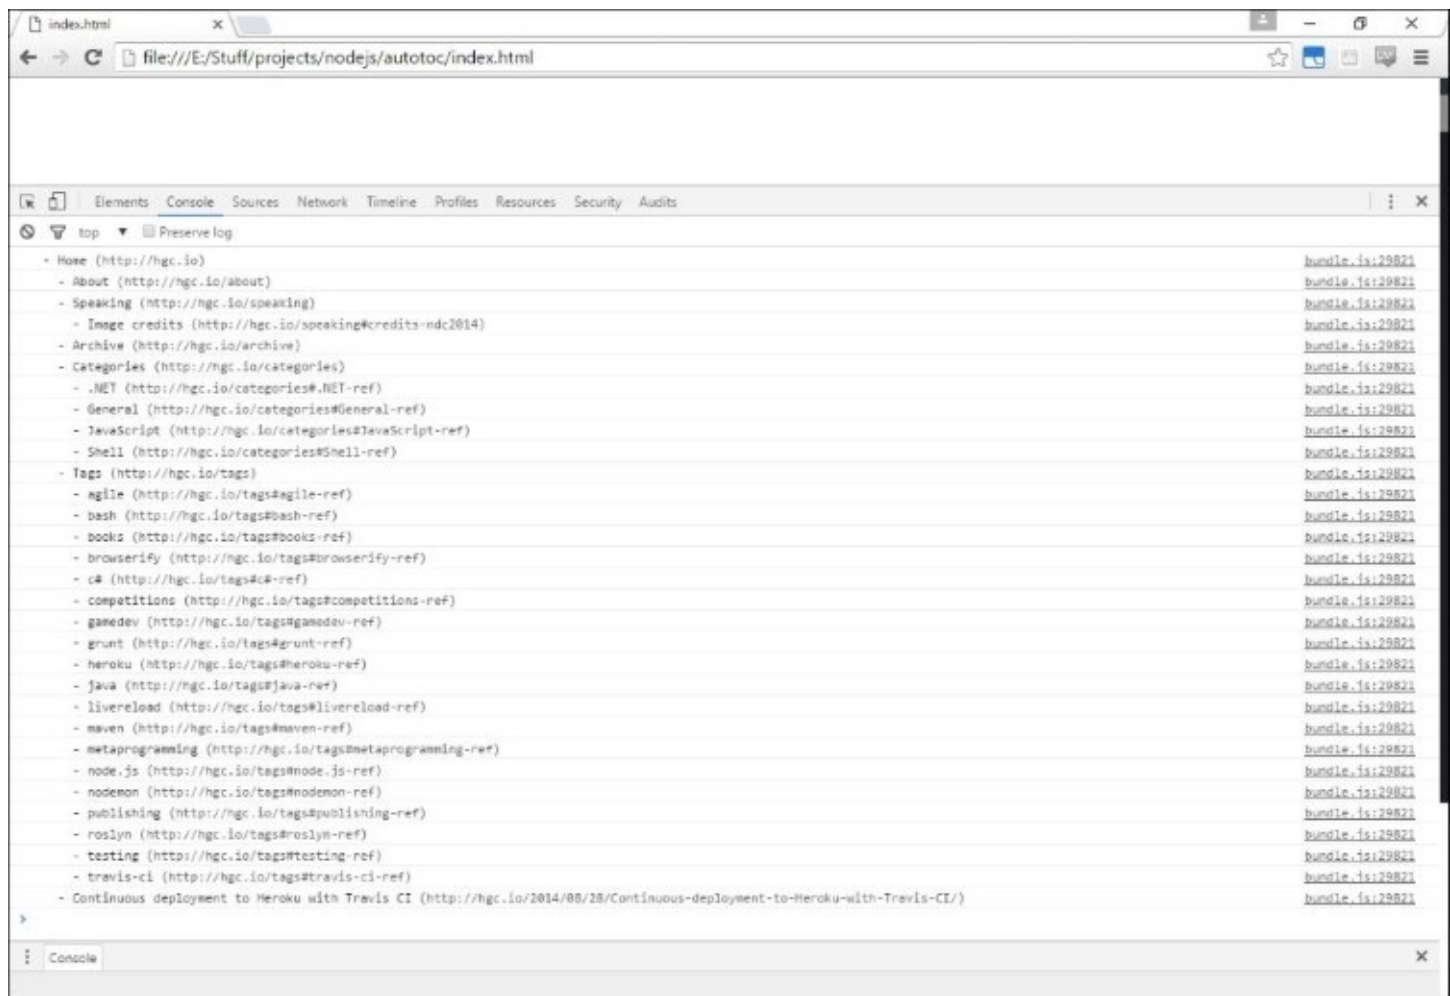 index.html
file:///E:/Stuff/projects/nodejs/autotoc/index.html
Elements Console Sources Network Timeline Profiles Resources Security Audits
top Preserve log
- Home (http://hgc.io) bundle.js:29821
- About (http://hgc.io/about) bundle.js:29821
- Speaking (http://hgc.io/speaking) bundle.js:29821
- Image credits (http://hgc.io/speaking#credits-ndc2014) bundle.js:29821
- Archive (http://hgc.io/archive) bundle.js:29821
- Categories (http://hgc.io/categories) bundle.js:29821
- .NET (http://hgc.io/categories#.NET-ref) bundle.js:29821
- General (http://hgc.io/categories#General-ref) bundle.js:29821
- JavaScript (http://hgc.io/categories#JavaScript-ref) bundle.js:29821
- Shell (http://hgc.io/categories#Shell-ref) bundle.js:29821
- Tags (http://hgc.io/tags) bundle.js:29821
- agile (http://hgc.io/tags#agile-ref) bundle.js:29821
- bash (http://hgc.io/tags#bash-ref) bundle.js:29821
- books (http://hgc.io/tags#books-ref) bundle.js:29821
- browserify (http://hgc.io/tags#browserify-ref) bundle.js:29821
- c# (http://hgc.io/tags#c#-ref) bundle.js:29821
- competitions (http://hgc.io/tags#competitions-ref) bundle.js:29821
- gamedev (http://hgc.io/tags#gamedev-ref) bundle.js:29821
- grunt (http://hgc.io/tags#grunt-ref) bundle.js:29821
- heroku (http://hgc.io/tags#heroku-ref) bundle.js:29821
- java (http://hgc.io/tags#java-ref) bundle.js:29821
- livereload (http://hgc.io/tags#livereload-ref) bundle.js:29821
- maven (http://hgc.io/tags#maven-ref) bundle.js:29821
- metaprogramming (http://hgc.io/tags#metaprogramming-ref) bundle.js:29821
- node.js (http://hgc.io/tags#node.js-ref) bundle.js:29821
- nodemon (http://hgc.io/tags#nodemon-ref) bundle.js:29821
- publishing (http://hgc.io/tags#publishing-ref) bundle.js:29821
- roslyn (http://hgc.io/tags#roslyn-ref) bundle.js:29821
- testing (http://hgc.io/tags#testing-ref) bundle.js:29821
- travis-ci (http://hgc.io/tags#travis-ci-ref) bundle.js:29821
- Continuous deployment to Heroku with Travis CI (http://hgc.io/2014/08/28/Continuous-deployment-to-Heroku-with-Travis-CI/) bundle.js:29821
>
Console